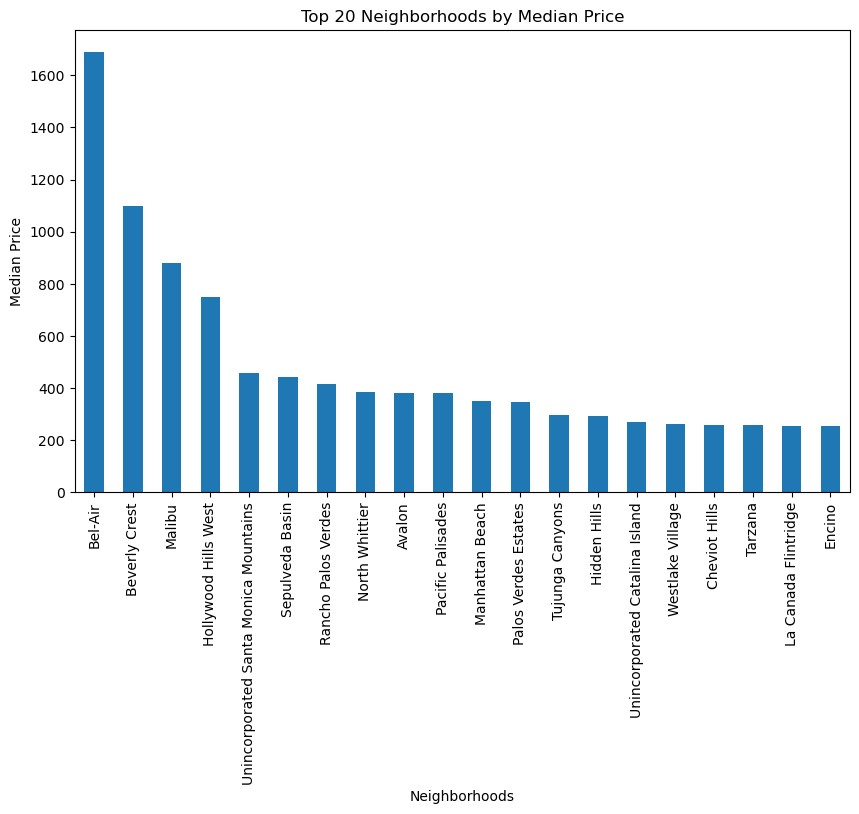 Top 20 Neighborhoods by Median Price
Median Price
1600
1400
1200
1000
800
600
400
200
0
Bel-Air
Beverly Crest
Malibu
Hollywood Hills West
Unincorporated Santa Monica Mountains
Sepulveda Basin
Rancho Palos Verdes
North Whittier
Avalon
Pacific Palisades
Manhattan Beach
Palos Verdes Estates
Tujunga Canyons
Hidden Hills
Unincorporated Catalina Island
Westlake Village
Cheviot Hills
Tarzana
La Canada Flintridge
Encino
Neighborhoods